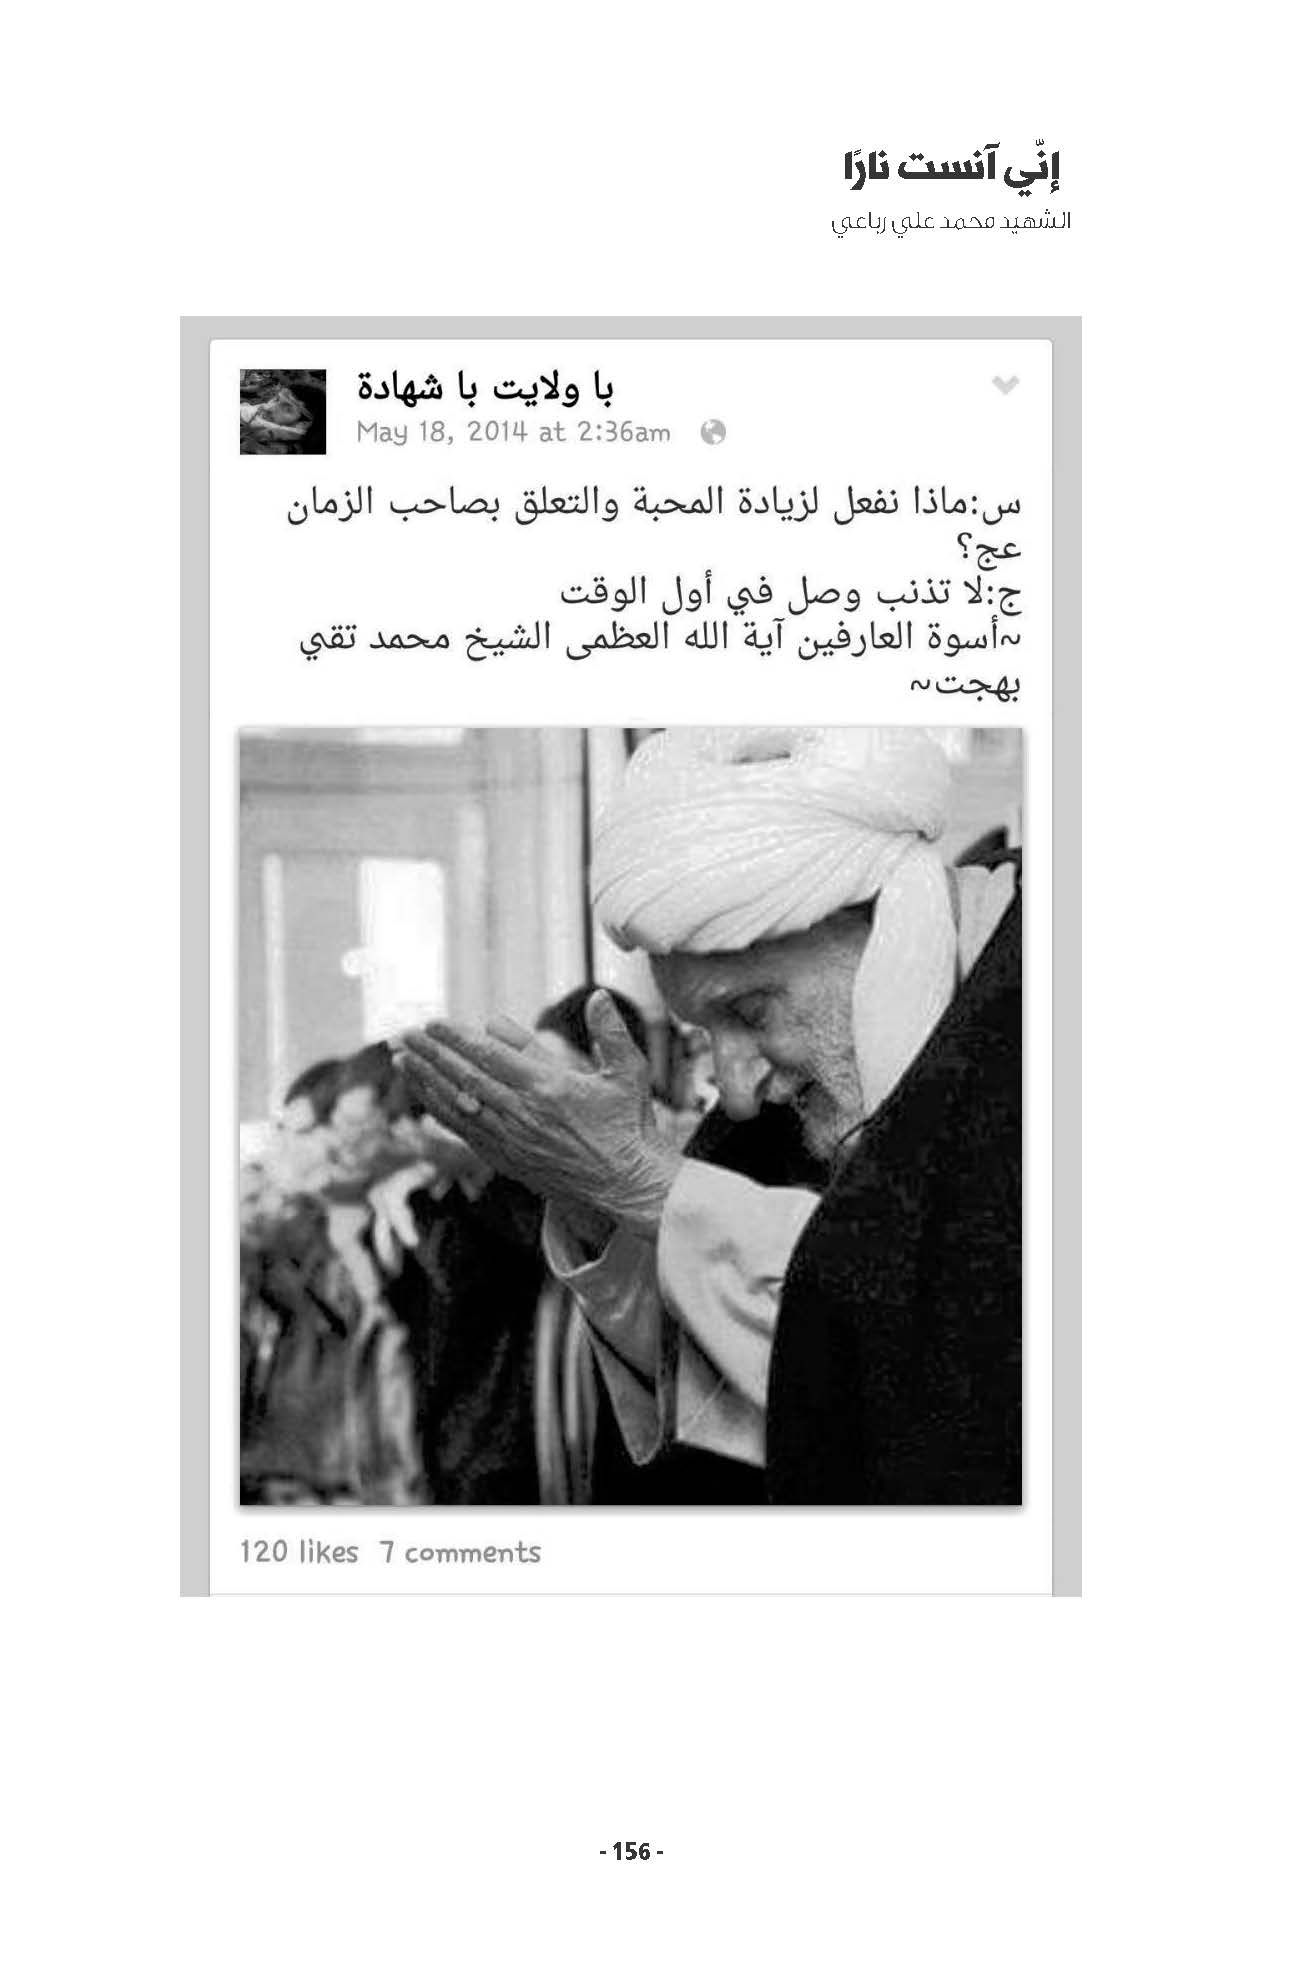 إنّي آنست نارًا
الشهيد محمد علي رباعي
با ولايت با شهادة
May 18, 2014 at 2:36am
س:ماذا نفعل لزيادة المحبة والتعلق بصاحب الزمان
عج؟
ج:لا تذنب وصل في أول الوقت
~أسوة العارفين آية الله العظمى الشيخ محمد تقي
بهجت~
120 likes 7 comments
- 156 -